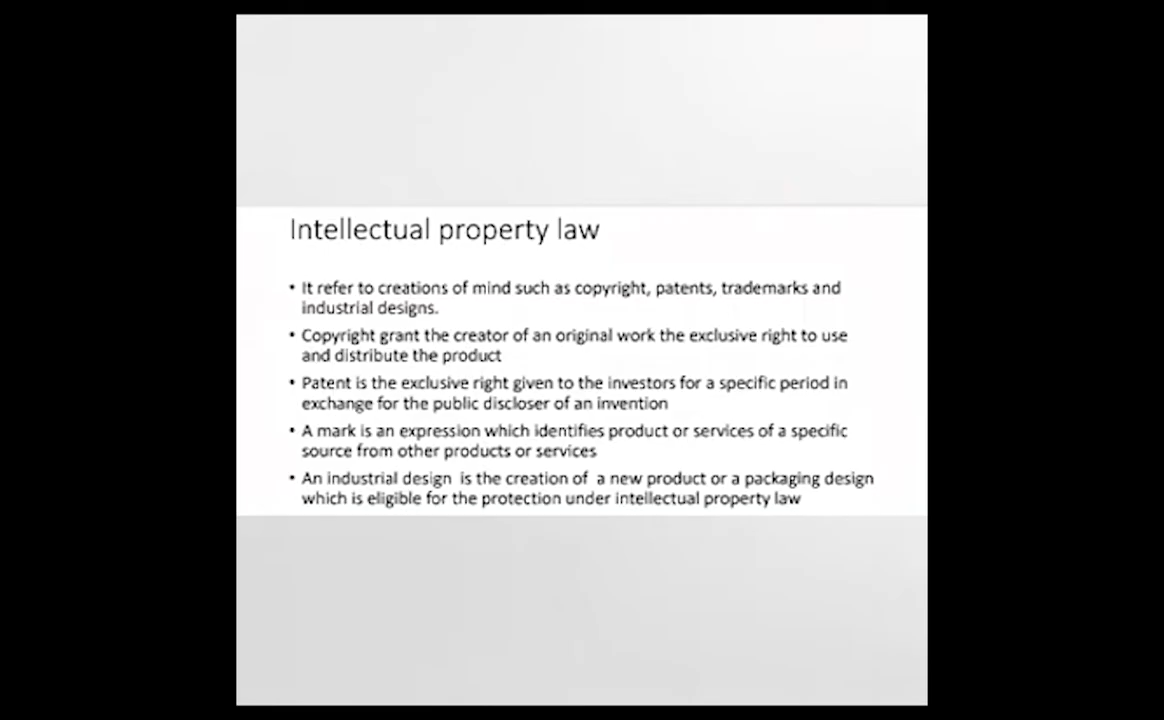 Intellectual property law
• It refer to creations of mind such as copyright, patents, trademarks and
industrial designs.
• Copyright grant the creator of an original work the exclusive right to use
and distribute the product
• Patent is the exclusive right given to the investors for a specific period in
exchange for the public discloser of an invention
• A mark is an expression which identifies product or services of a specific
source from other products or services
• An industrial design is the creation of a new product or a packaging design
which is eligible for the protection under intellectual property law